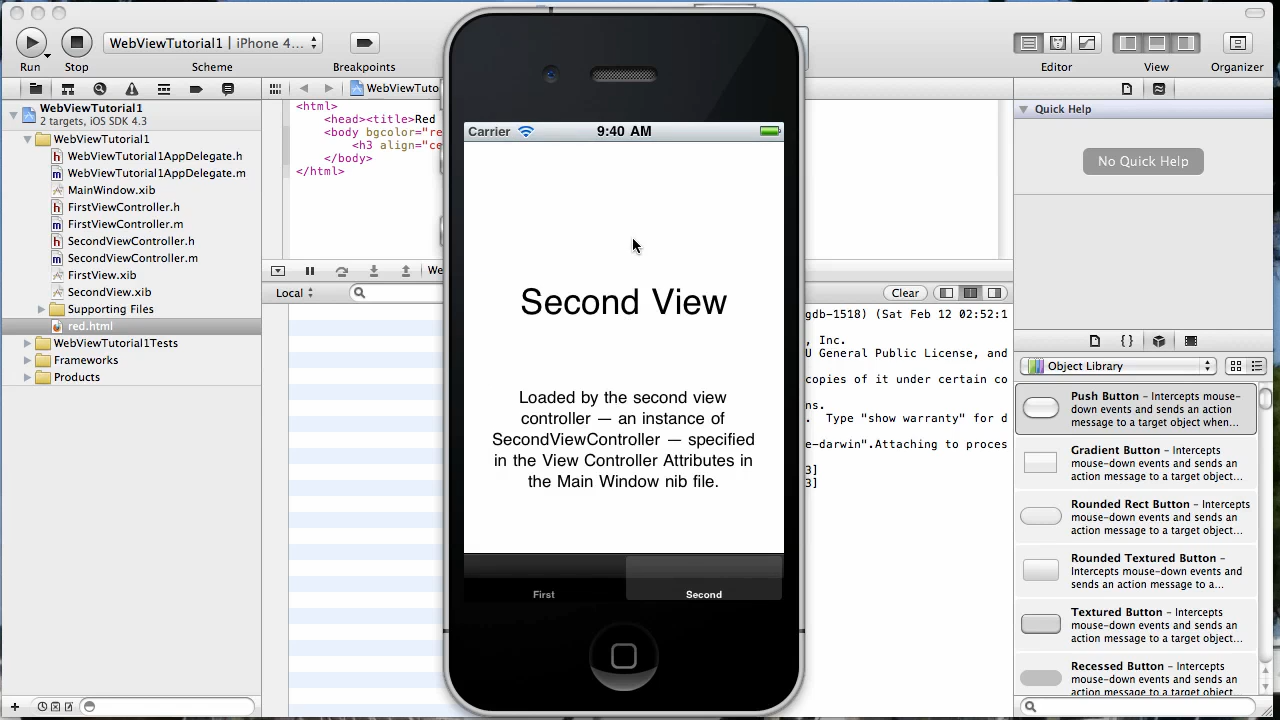 WebViewTutorial1 | iPhone 4...
Run
Stop
Scheme
Breakpoints
Editor
View
Organizer
WebViewTutorial1
2 targets, iOS SDK 4.3
WebViewTutorial1
WebViewTutorial1AppDelegate.h
WebViewTutorial1AppDelegate.m
MainWindow.xib
FirstViewController.h
FirstViewController.m
SecondViewController.h
SecondViewController.m
FirstView.xib
SecondView.xib
Supporting Files
red.html
WebViewTutorial1Tests
Frameworks
Products
WebViewTuto
<html>
<head><title>Red
<body bgcolor="re
<h3 align="ce
</body>
</html>
We
Local
Carrier
9:40 AM
Second View
Loaded by the second view
controller — an instance of
SecondViewController — specified
in the View Controller Attributes in
the Main Window nib file.
First
Second
Clear
gdb-1518) (Sat Feb 12 02:52:1
, Inc.
U General Public License, and
copies of it under certain co
ns.
. Type "show warranty" for d
e-darwin".Attaching to proces
3]
3]
Quick Help
No Quick Help
Object Library
Push Button – Intercepts mouse-
down events and sends an action
message to a target object when...
Gradient Button – Intercepts
mouse-down events and sends an
action message to a target object...
Rounded Rect Button – Intercepts
mouse-down events and sends an
action message to a target object...
Rounded Textured Button –
Intercepts mouse-down events and
sends an action message to a...
Textured Button – Intercepts
mouse-down events and sends an
action message to a target object...
Recessed Button – Intercepts
mouse-down events and sends an